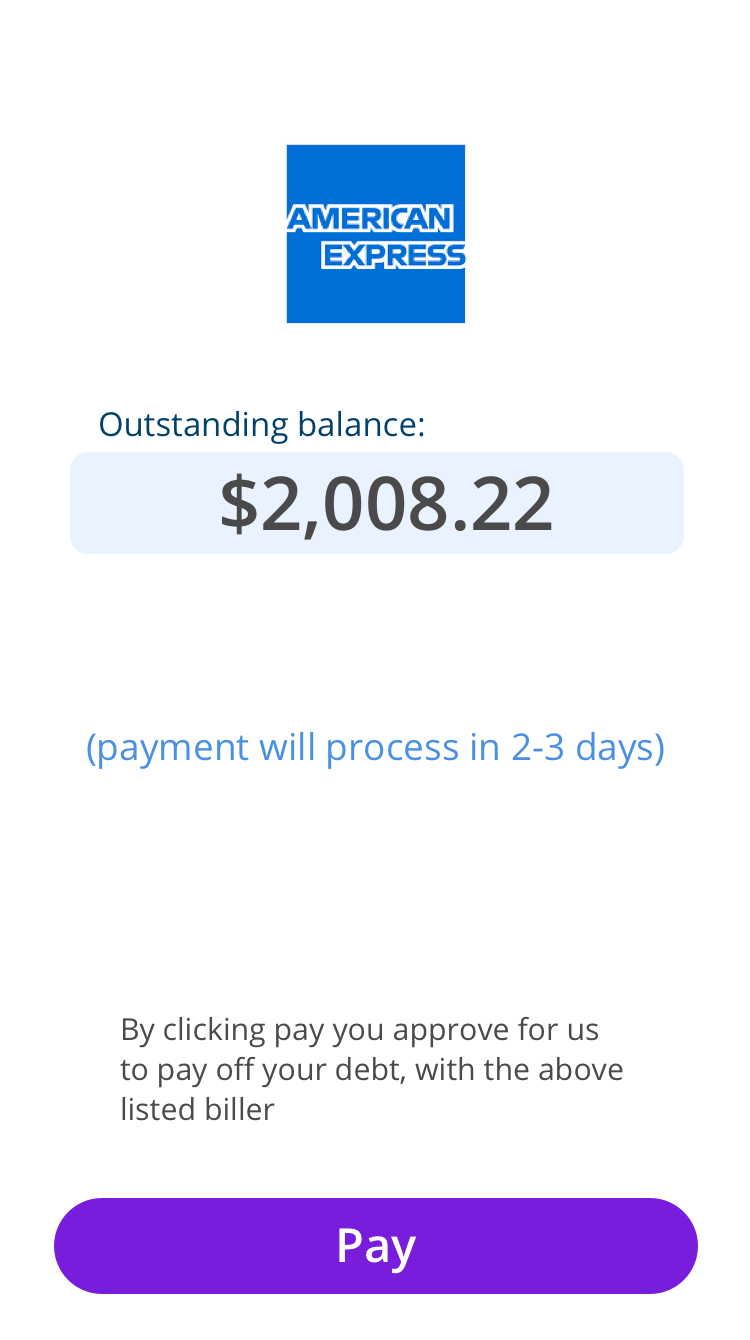 AMERICAN
EXPRESS
Outstanding balance:
$2,008.22
(payment will process in 2-3 days)
By clicking pay you approve for us
to pay off your debt, with the above
listed biller
Pay